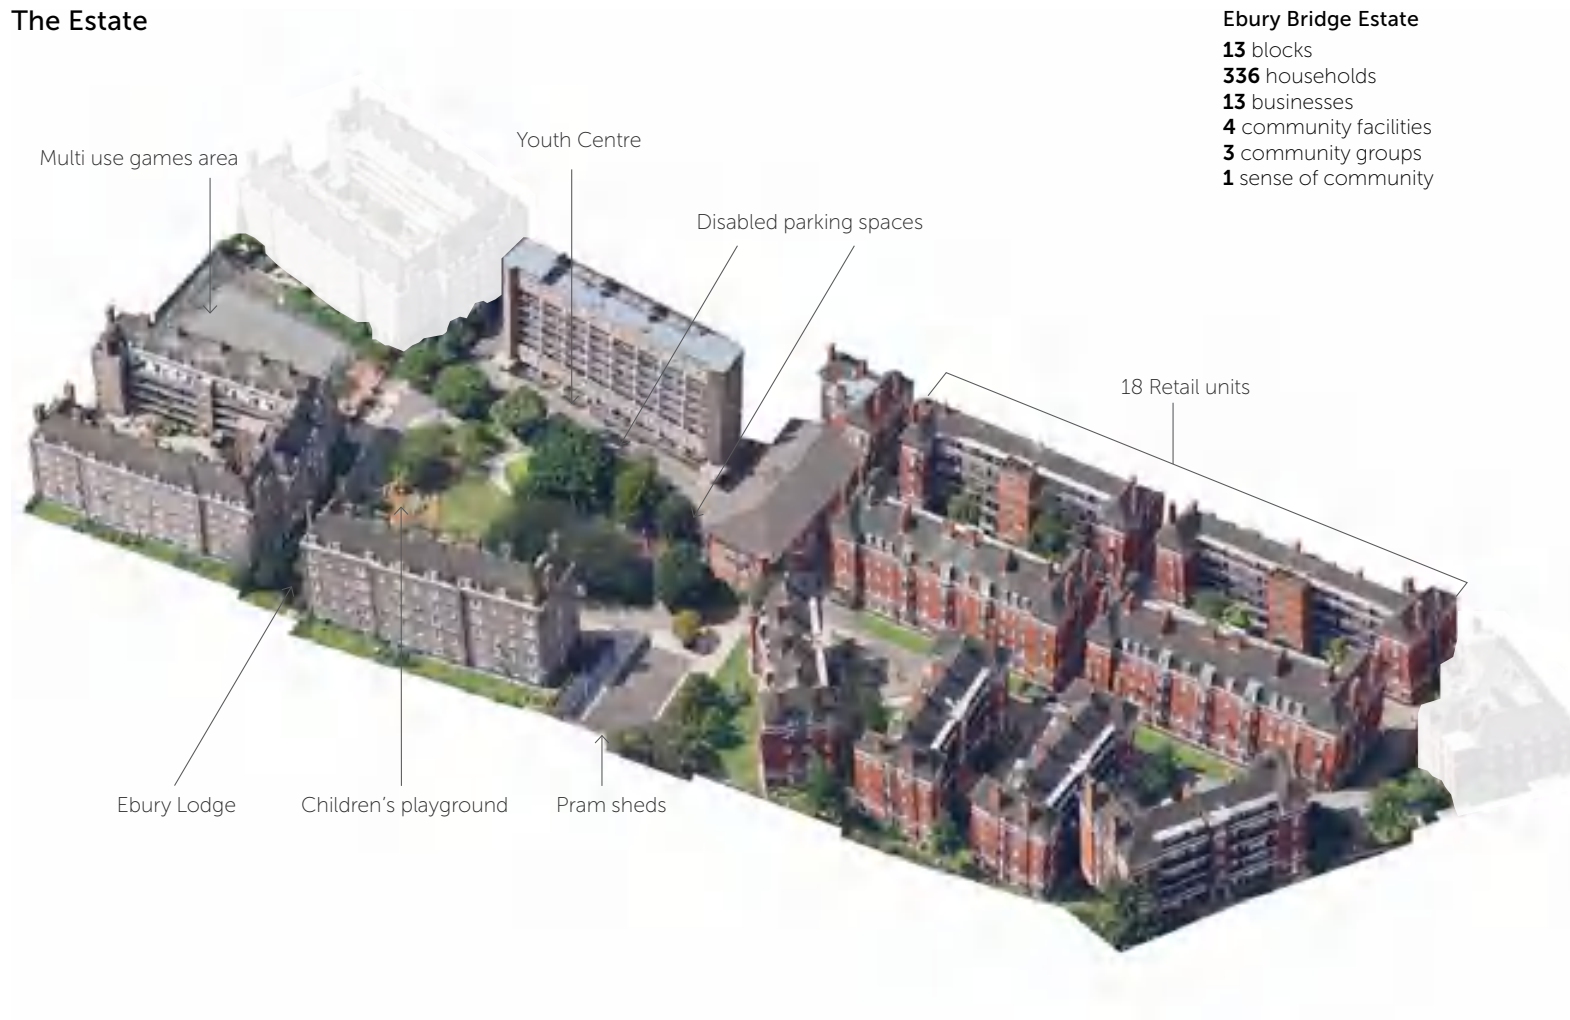 The Estate
Ebury Bridge Estate
13 blocks
336 households
13 businesses
4 community facilities
3 community groups
1 sense of community
Youth Centre
Multi use games area
Disabled parking spaces
18 Retail units
Ebury Lodge
Children’s playground
Pram sheds